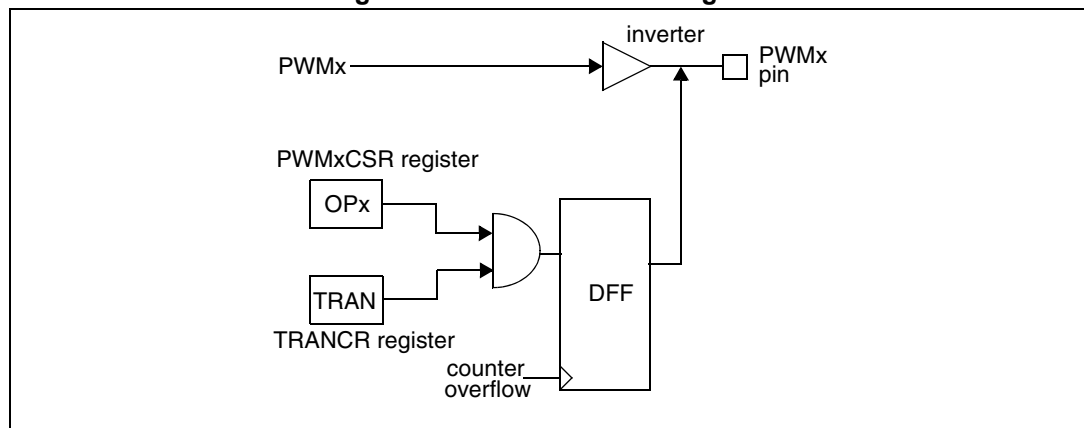 inverter
PWMx
PWMx
pin
PWMxCSR register
OPx
TRAN
DFF
TRANCR register
counter
overflow